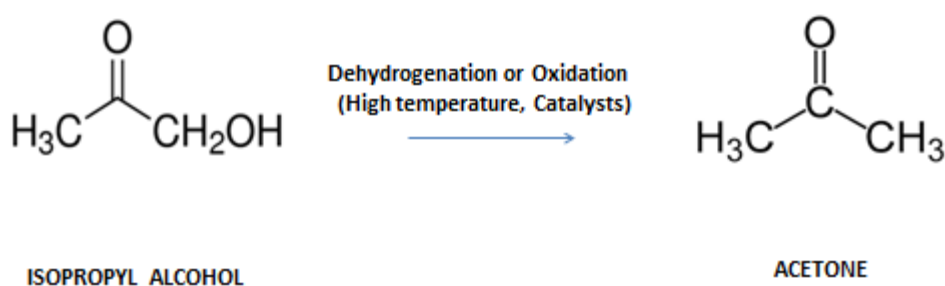 O
H₃C CH₂OH
Dehydrogenation or Oxidation
(High temperature, Catalysts)
O
C
H₃C CH₃
ISOPROPYL ALCOHOL
ACETONE